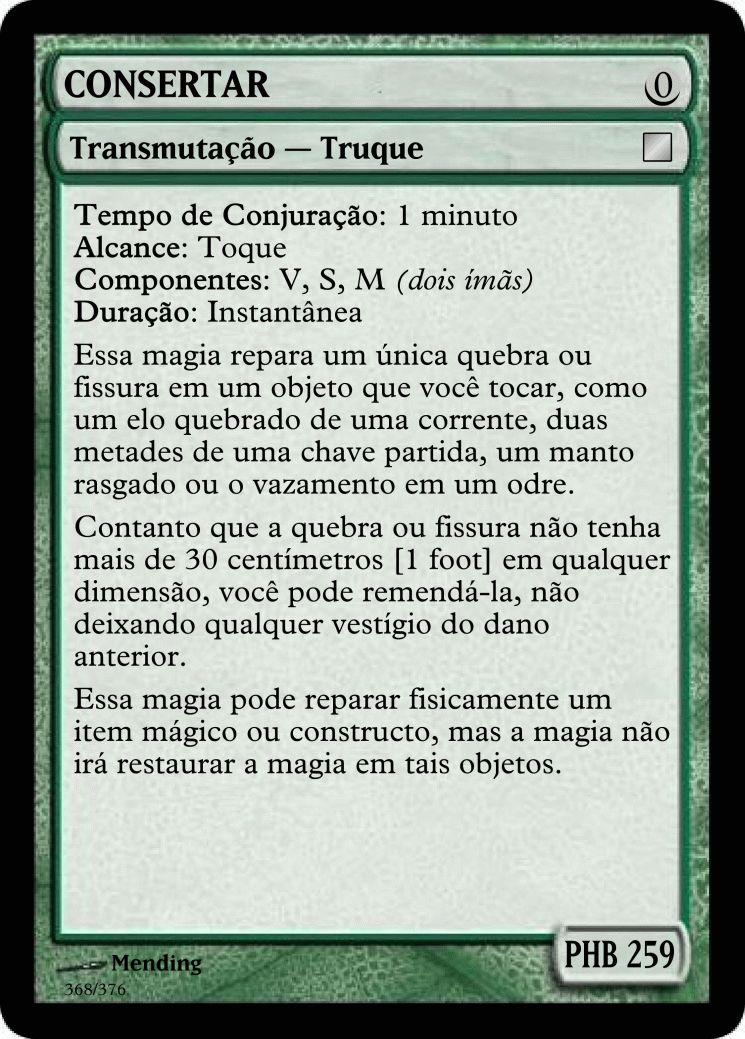 CONSERTAR 0
Transmutação — Truque
Tempo de Conjuração: 1 minuto
Alcance: Toque
Componentes: V, S, M (dois ímãs)
Duração: Instantânea
Essa magia repara um única quebra ou
fissura em um objeto que você tocar, como
um elo quebrado de uma corrente, duas
metades de uma chave partida, um manto
rasgado ou o vazamento em um odre.
Contanto que a quebra ou fissura não tenha
mais de 30 centímetros [1 foot] em qualquer
dimensão, você pode remendá-la, não
deixando qualquer vestígio do dano
anterior.
Essa magia pode reparar fisicamente um
item mágico ou constructo, mas a magia não
irá restaurar a magia em tais objetos.
PHB 259
Mending
368/376